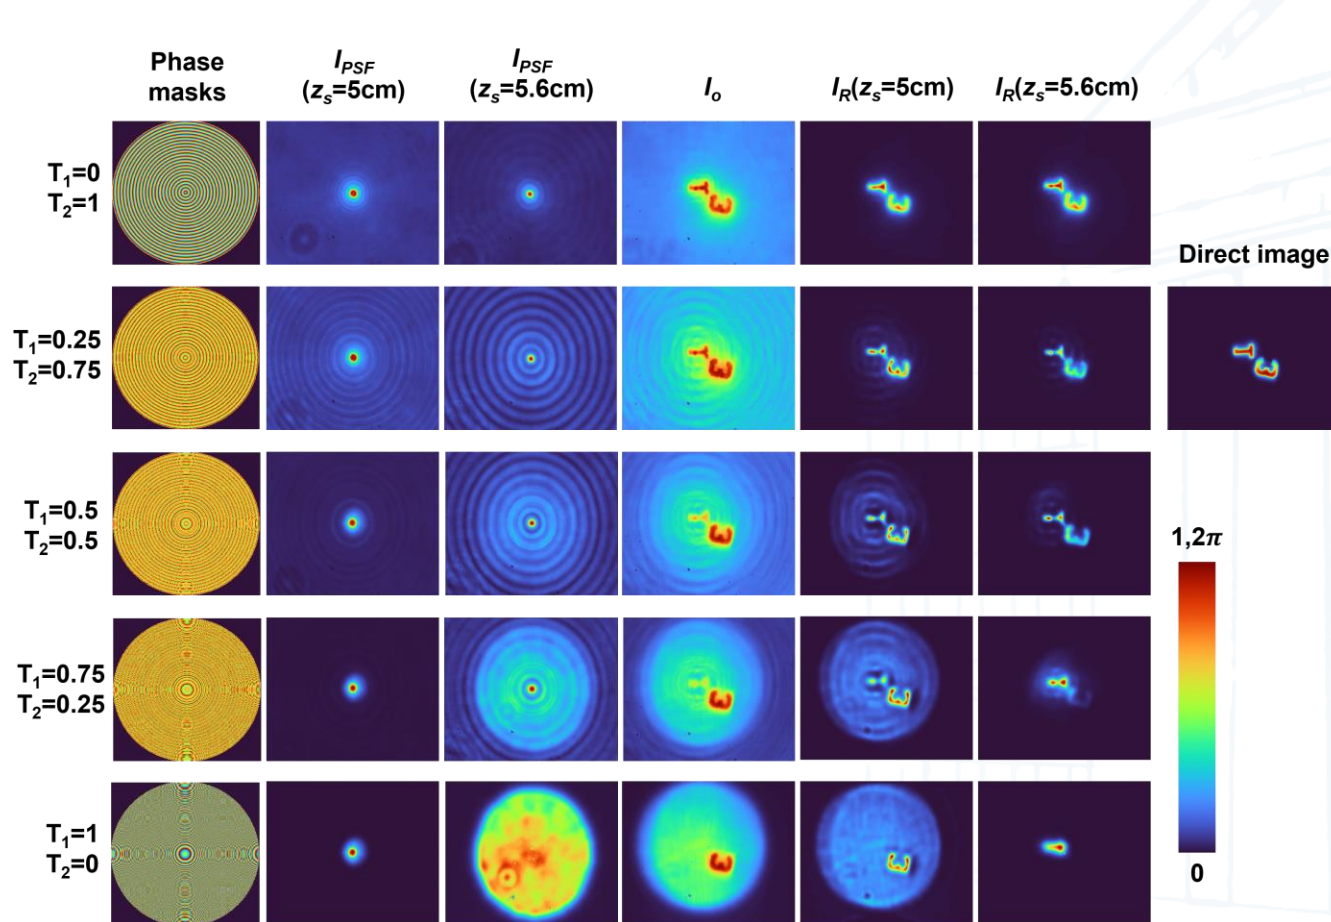 Phase masks
I_PSF (z_s=5cm)
I_PSF (z_s=5.6cm)
I_o
I_R(z_s=5cm)
I_R(z_s=5.6cm)
T₁=0
T₂=1
Direct image
T₁=0.25
T₂=0.75
T₁=0.5
T₂=0.5
1,2π
T₁=0.75
T₂=0.25
T₁=1
T₂=0
0